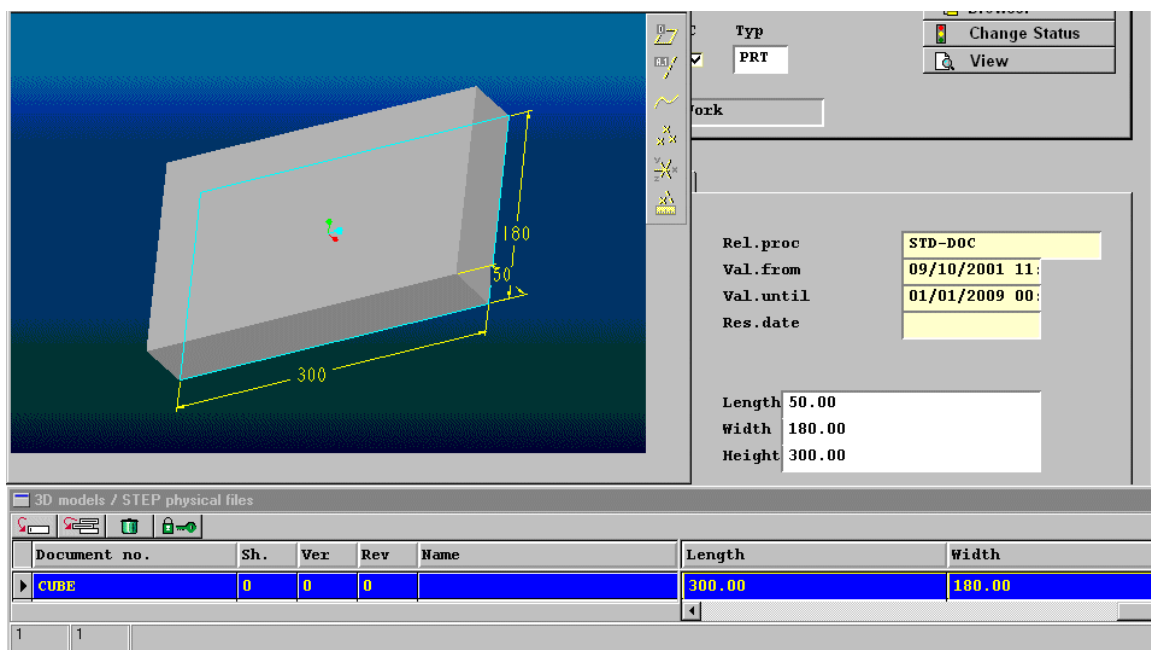 Browser
C Typ
Change Status
PRT
View
Work
180
50
300
Rel.proc STD-DOC
Val.from 09/10/2001 11:
Val.until 01/01/2009 00:
Res.date
Length 50.00
Width 180.00
Height 300.00
3D models / STEP physical files
Document no. Sh. Ver Rev Name Length Width
CUBE 0 0 0 300.00 180.00
1 1